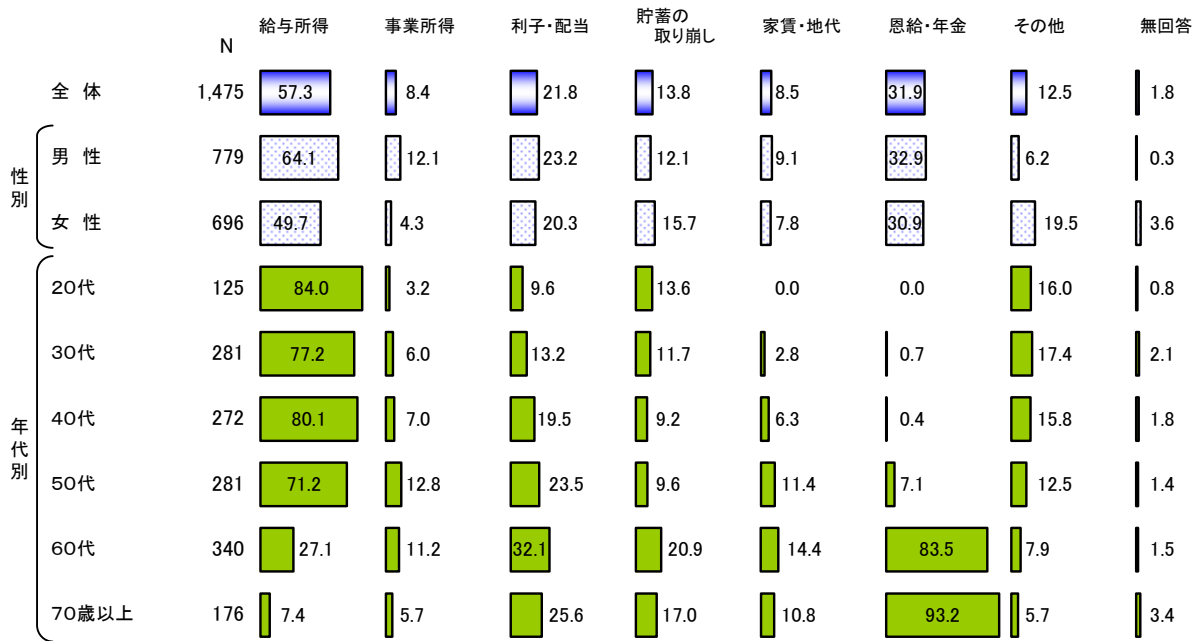 N 給与所得 事業所得 利子・配当 貯蓄の取り崩し 家賃・地代 恩給・年金 その他 無回答
全 体 1,475 57.3 8.4 21.8 13.8 8.5 31.9 12.5 1.8
性別
男 性 779 64.1 12.1 23.2 12.1 9.1 32.9 6.2 0.3
女 性 696 49.7 4.3 20.3 15.7 7.8 30.9 19.5 3.6
年代別
20代 125 84.0 3.2 9.6 13.6 0.0 0.0 16.0 0.8
30代 281 77.2 6.0 13.2 11.7 2.8 0.7 17.4 2.1
40代 272 80.1 7.0 19.5 9.2 6.3 0.4 15.8 1.8
50代 281 71.2 12.8 23.5 9.6 11.4 7.1 12.5 1.4
60代 340 27.1 11.2 32.1 20.9 14.4 83.5 7.9 1.5
70歳以上 176 7.4 5.7 25.6 17.0 10.8 93.2 5.7 3.4